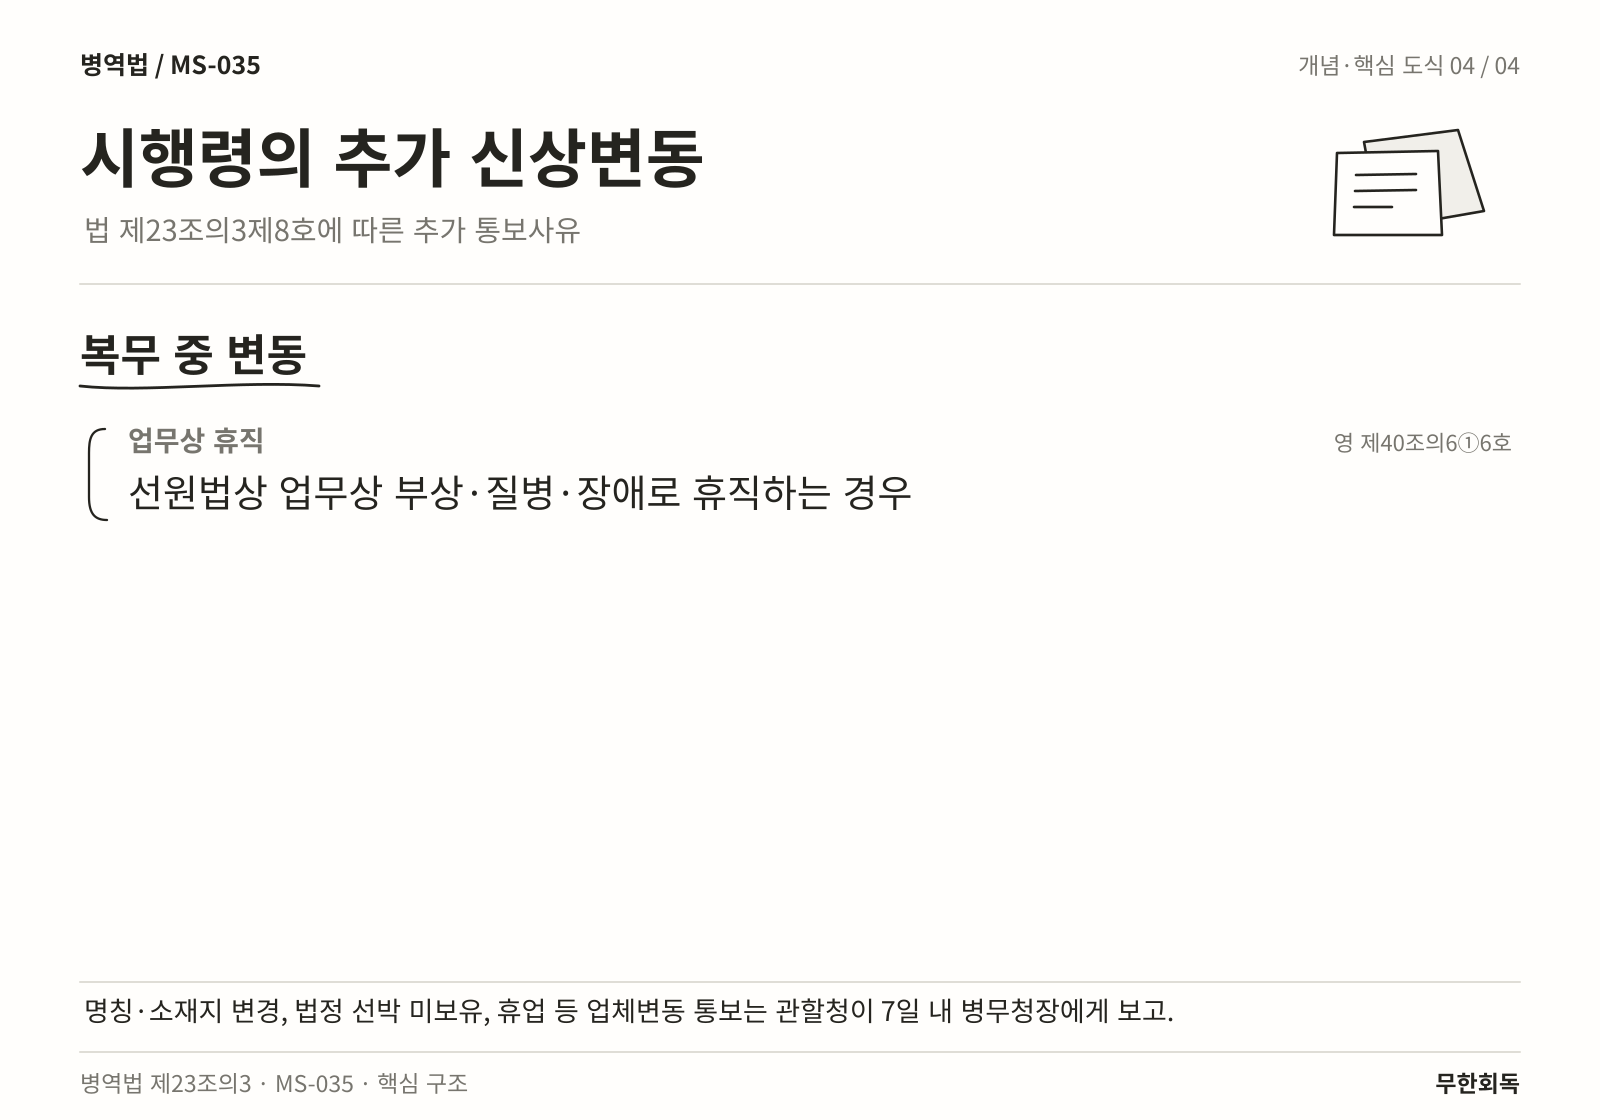 병역법 / MS-035
개념·핵심 도식 04 / 04
시행령의 추가 신상변동
법 제23조의3제8호에 따른 추가 통보사유
복무 중 변동
업무상 휴직
영 제40조의6①6호
선원법상 업무상 부상·질병·장애로 휴직하는 경우
명칭·소재지 변경, 법정 선박 미보유, 휴업 등 업체변동 통보는 관할청이 7일 내 병무청장에게 보고.
병역법 제23조의3 · MS-035 · 핵심 구조
무한회독